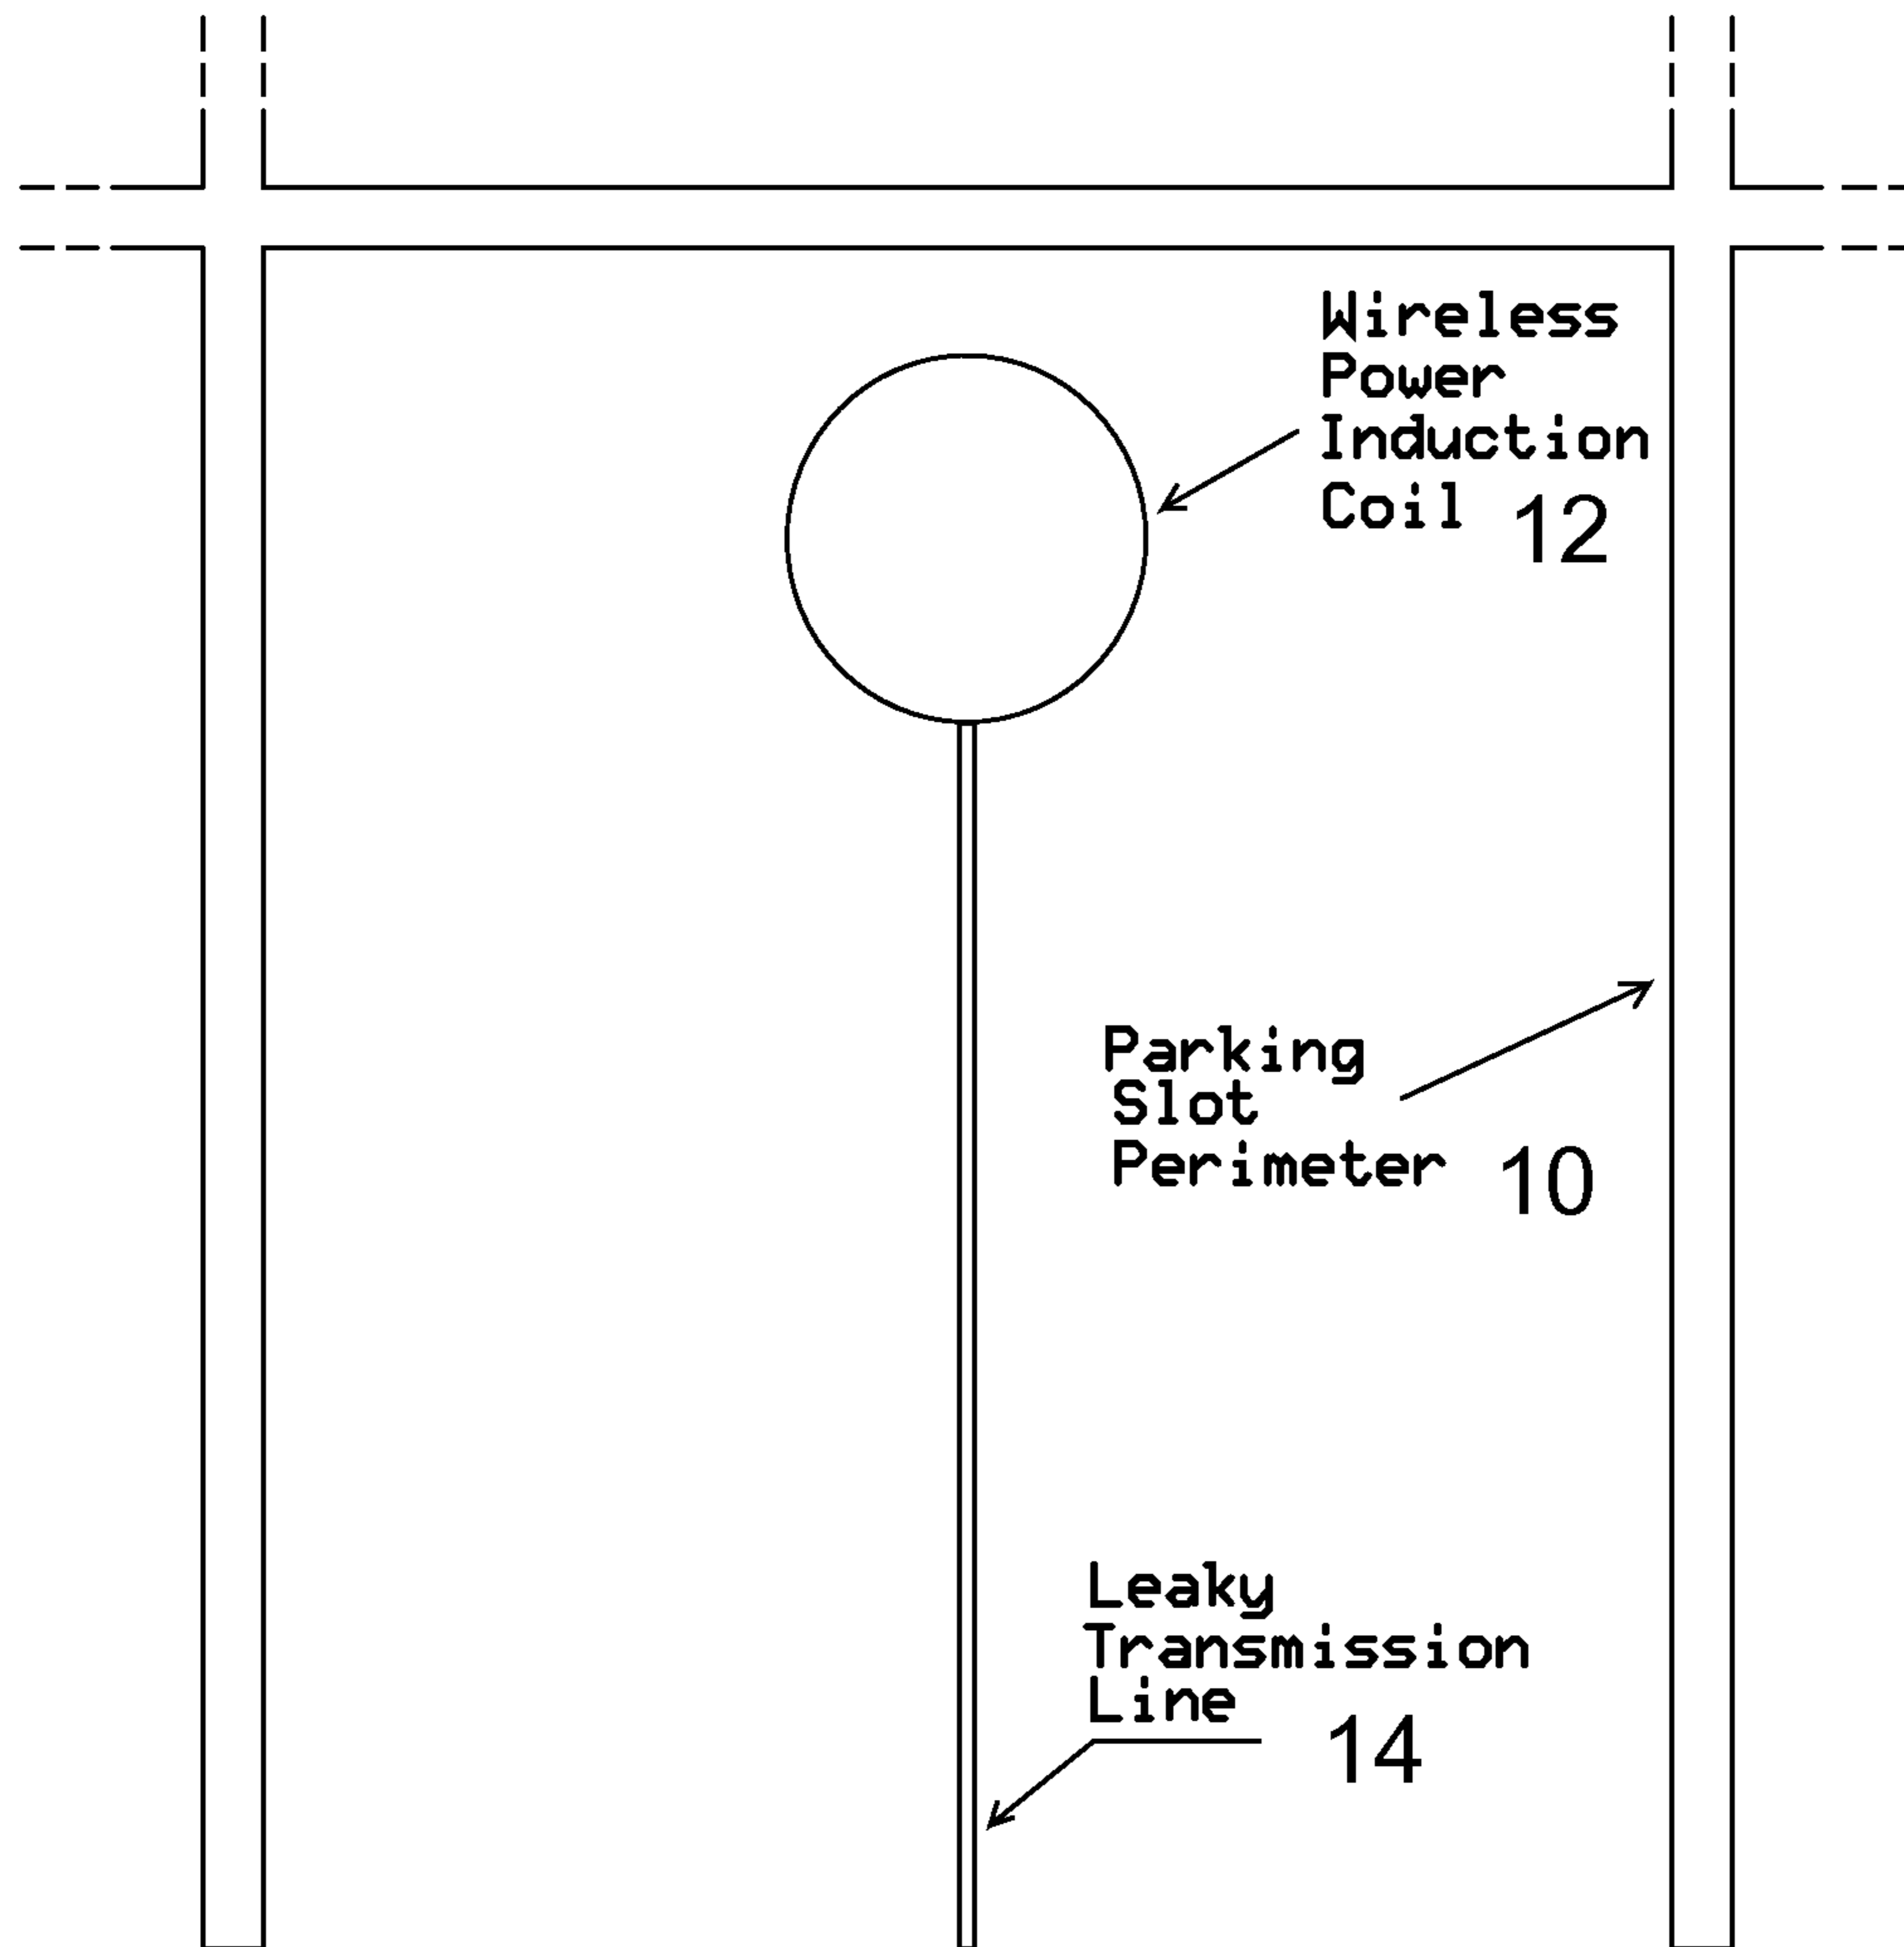 Wireless
Power
Induction
Coil 12
Parking
Slot
Perimeter 10
Leaky
Transmission
Line
14